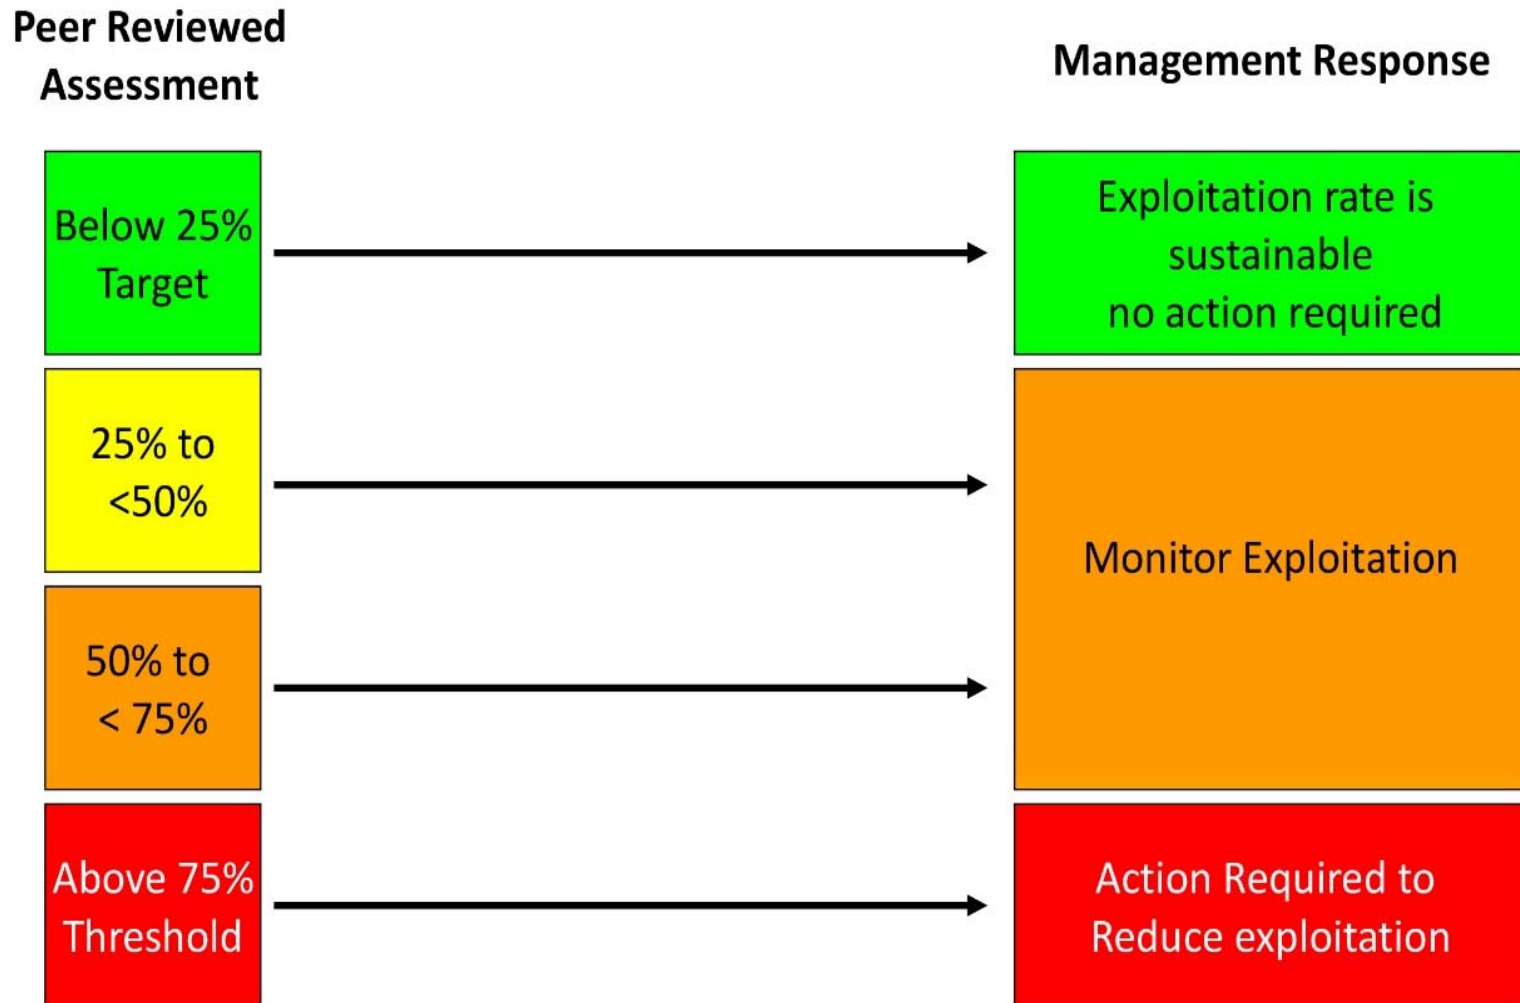 Peer Reviewed
Assessment
Management Response
Below 25%
Target
Exploitation rate is
sustainable
no action required
25% to
<50%
Monitor Exploitation
50% to
< 75%
Above 75%
Threshold
Action Required to
Reduce exploitation